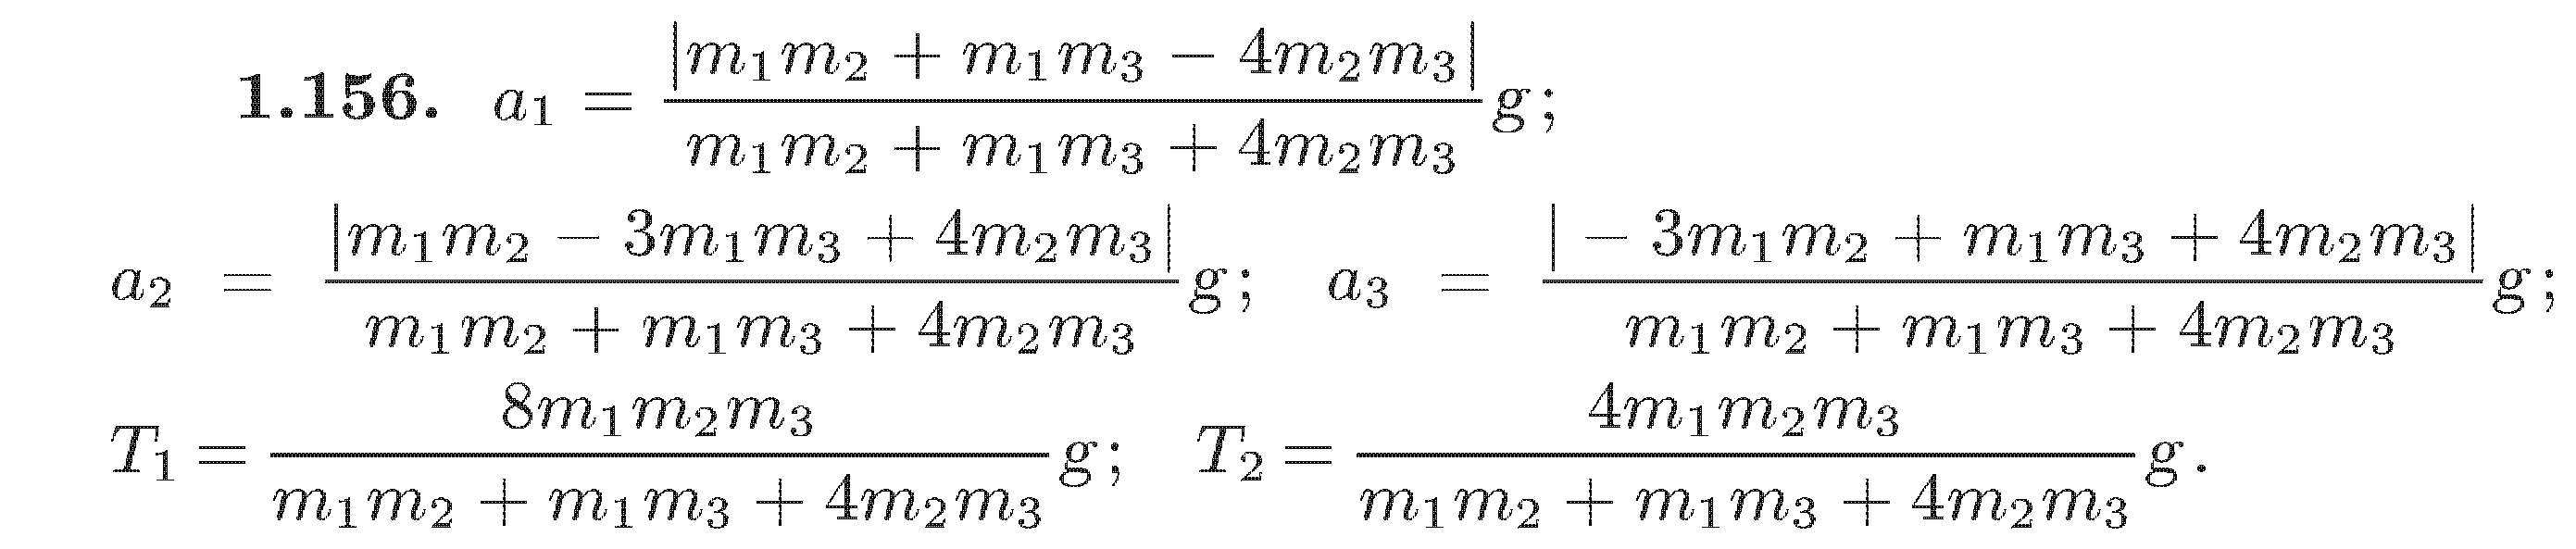 1.156. a₁ = |m₁m₂ + m₁m₃ − 4m₂m₃| / (m₁m₂ + m₁m₃ + 4m₂m₃) g;
a₂ = |m₁m₂ − 3m₁m₃ + 4m₂m₃| / (m₁m₂ + m₁m₃ + 4m₂m₃) g; a₃ = |− 3m₁m₂ + m₁m₃ + 4m₂m₃| / (m₁m₂ + m₁m₃ + 4m₂m₃) g;
T₁ = 8m₁m₂m₃ / (m₁m₂ + m₁m₃ + 4m₂m₃) g; T₂ = 4m₁m₂m₃ / (m₁m₂ + m₁m₃ + 4m₂m₃) g.